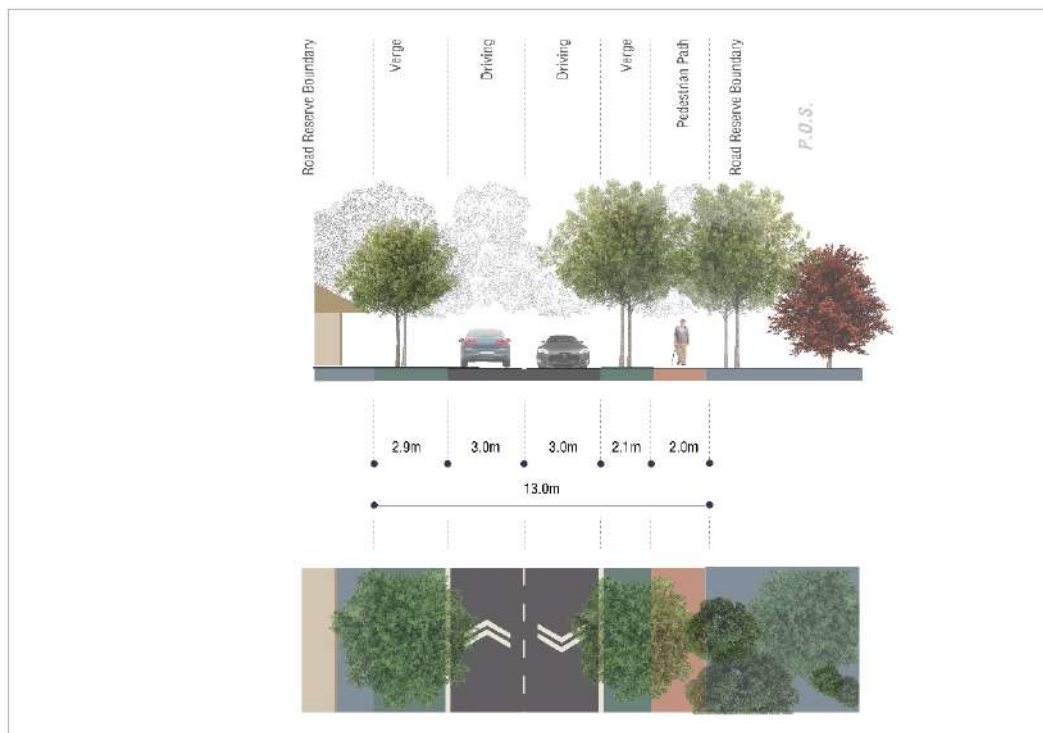 Road Reserve Boundary
Verge
Driving
Driving
Verge
Pedestrian Path
Road Reserve Boundary
P.O.S.
2.9m
3.0m
3.0m
2.1m
2.0m
13.0m